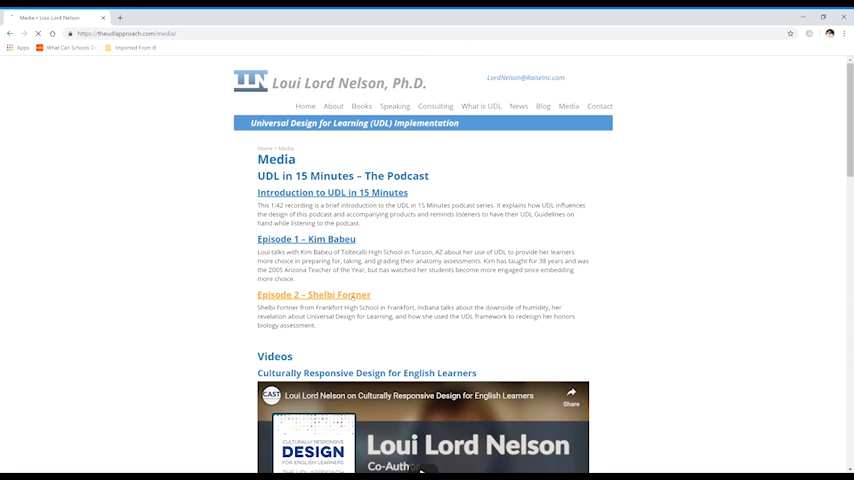 Media • Loui Lord Nelson
https://theudlapproach.com/media/
Apps
What Can Schools D
Imported From IE
LLN
Loui Lord Nelson, Ph.D.
LordNelson@RaiseInc.com
Home About Books Speaking Consulting What is UDL News Blog Media Contact
Universal Design for Learning (UDL) Implementation
Home > Media
Media
UDL in 15 Minutes – The Podcast
Introduction to UDL in 15 Minutes
This 1:42 recording is a brief introduction to the UDL in 15 Minutes podcast series. It explains how UDL influences
the design of this podcast and accompanying products and reminds listeners to have their UDL Guidelines on
hand while listening to the podcast.
Episode 1 – Kim Babeu
Loui talks with Kim Babeu of Toltecalli High School in Tucson, AZ about her use of UDL to provide her learners
more choice in preparing for, taking, and grading their anatomy assessments. Kim has taught for 38 years and was
the 2005 Arizona Teacher of the Year, but has watched her students become more engaged since embedding
more choice.
Episode 2 – Shelbi Fortner
Shelbi Fortner from Frankfort High School in Frankfort, Indiana talks about the downside of humidity, her
revelation about Universal Design for Learning, and how she used the UDL framework to redesign her honors
biology assessment.
Videos
Culturally Responsive Design for English Learners
CAST
Loui Lord Nelson on Culturally Responsive Design for English Learners
Share
CULTURALLY RESPONSIVE
DESIGN
FOR ENGLISH LEARNERS
THE UDL APPROACH
Loui Lord Nelson
Co-Autho